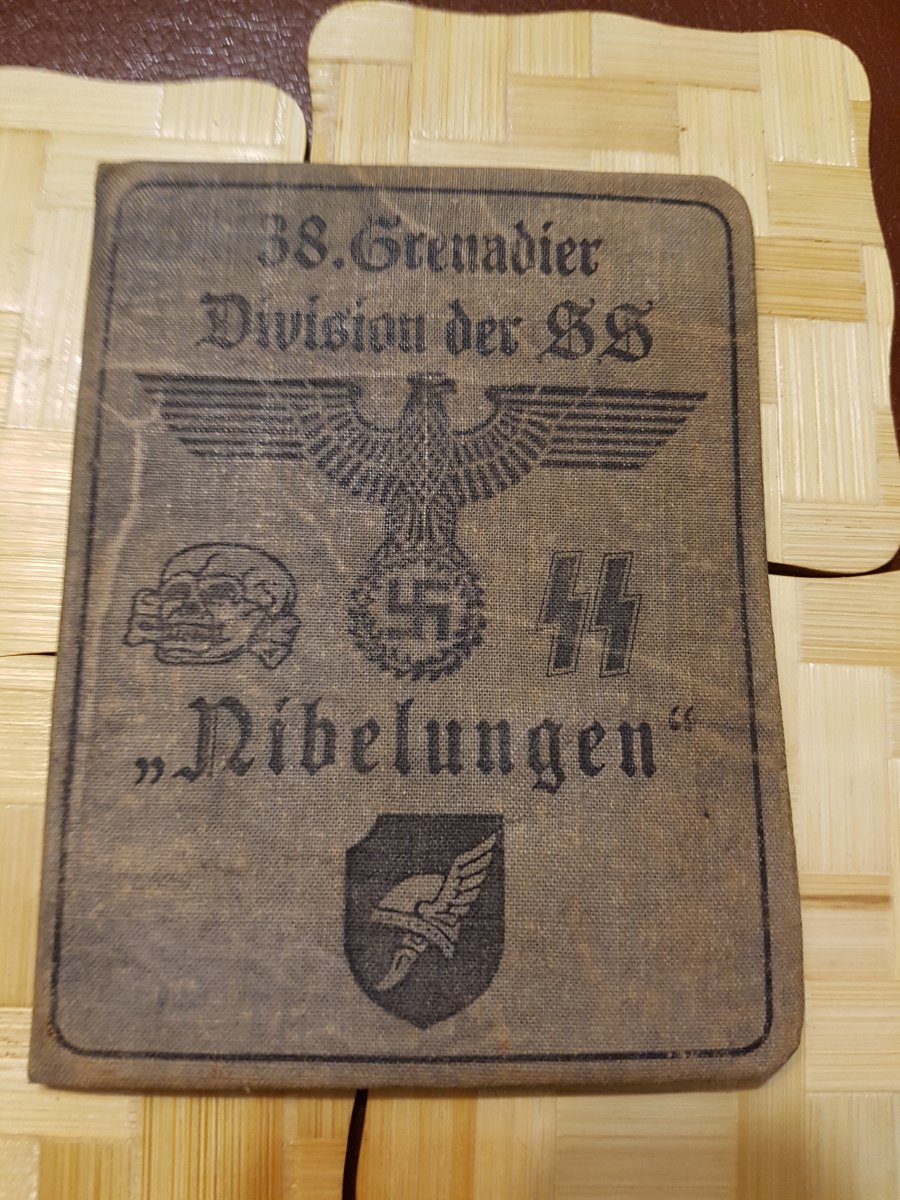 38. Grenadier
Division der SS
„Nibelungen“